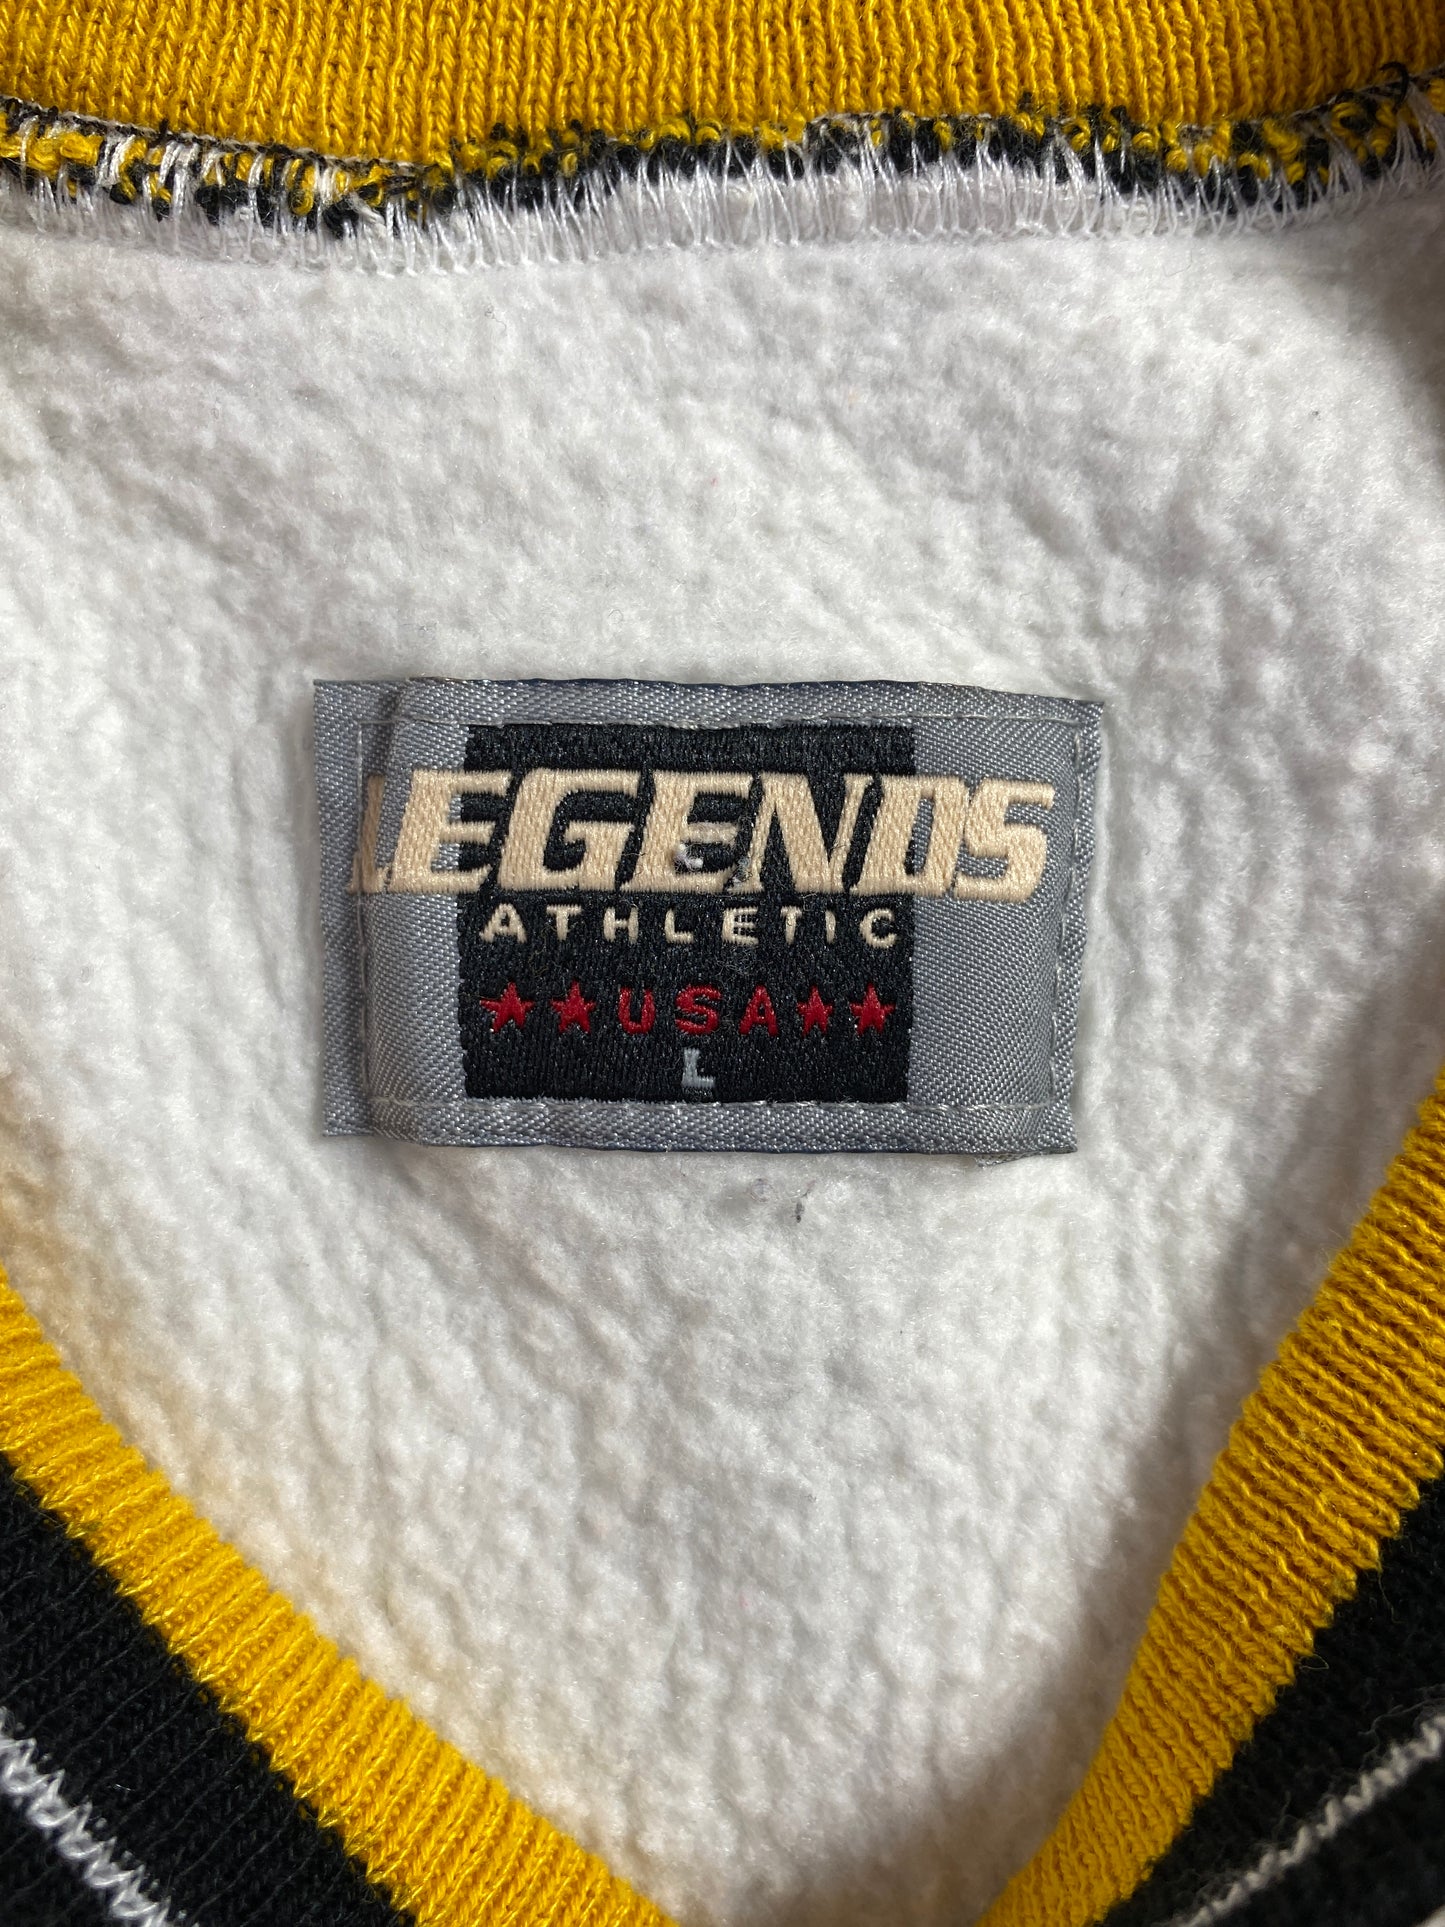 LEGENDS
ATHLETIC
★★USA★★
L